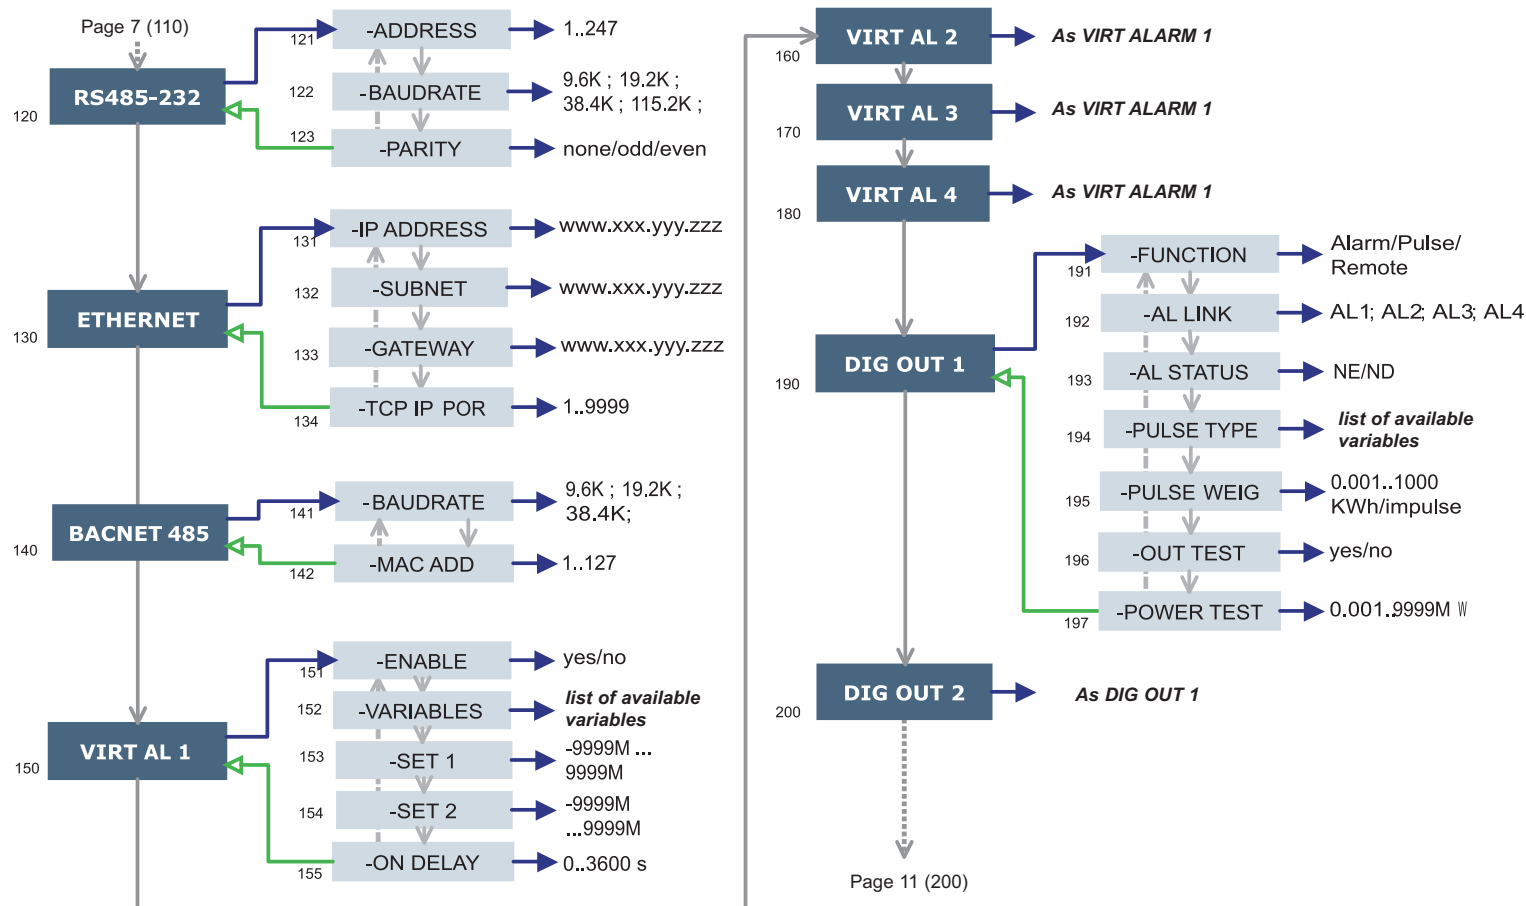 Page 7 (110)
RS485-232
120
121
-ADDRESS
1..247
122
-BAUDRATE
9.6K ; 19.2K ;
38.4K ; 115.2K ;
123
-PARITY
none/odd/even
ETHERNET
130
131
-IP ADDRESS
www.xxx.yyy.zzz
132
-SUBNET
www.xxx.yyy.zzz
133
-GATEWAY
www.xxx.yyy.zzz
134
-TCP IP POR
1..9999
BACNET 485
140
141
-BAUDRATE
9.6K ; 19.2K ;
38.4K;
142
-MAC ADD
1..127
VIRT AL 1
150
151
-ENABLE
yes/no
152
-VARIABLES
list of available
variables
153
-SET 1
-9999M ...
9999M
154
-SET 2
-9999M
...9999M
155
-ON DELAY
0..3600 s
VIRT AL 2
160
As VIRT ALARM 1
VIRT AL 3
170
As VIRT ALARM 1
VIRT AL 4
180
As VIRT ALARM 1
DIG OUT 1
190
191
-FUNCTION
Alarm/Pulse/
Remote
192
-AL LINK
AL1; AL2; AL3; AL4
193
-AL STATUS
NE/ND
194
-PULSE TYPE
list of available
variables
195
-PULSE WEIG
0.001..1000
KWh/impulse
196
-OUT TEST
yes/no
197
-POWER TEST
0.001..9999M W
DIG OUT 2
200
As DIG OUT 1
Page 11 (200)